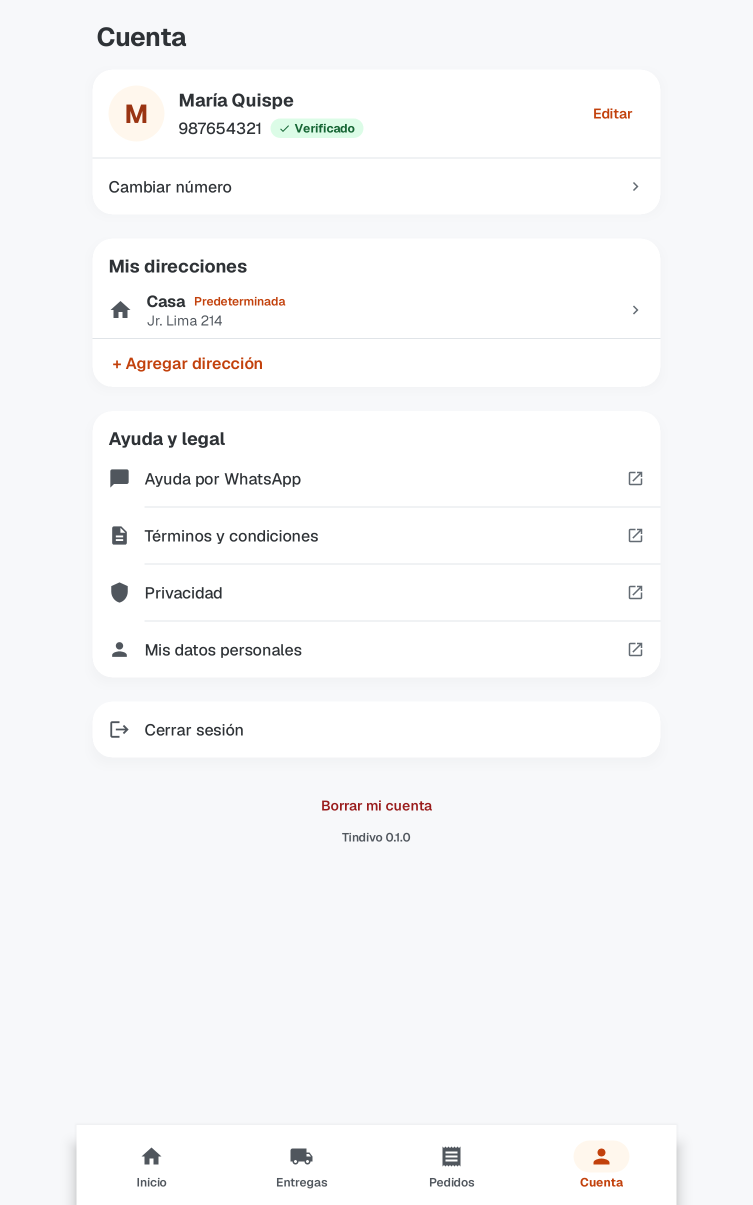 Cuenta
M
María Quispe
987654321 Verificado
Editar
Cambiar número
Mis direcciones
Casa Predeterminada
Jr. Lima 214
+ Agregar dirección
Ayuda y legal
Ayuda por WhatsApp
Términos y condiciones
Privacidad
Mis datos personales
Cerrar sesión
Borrar mi cuenta
Tindivo 0.1.0
Inicio
Entregas
Pedidos
Cuenta